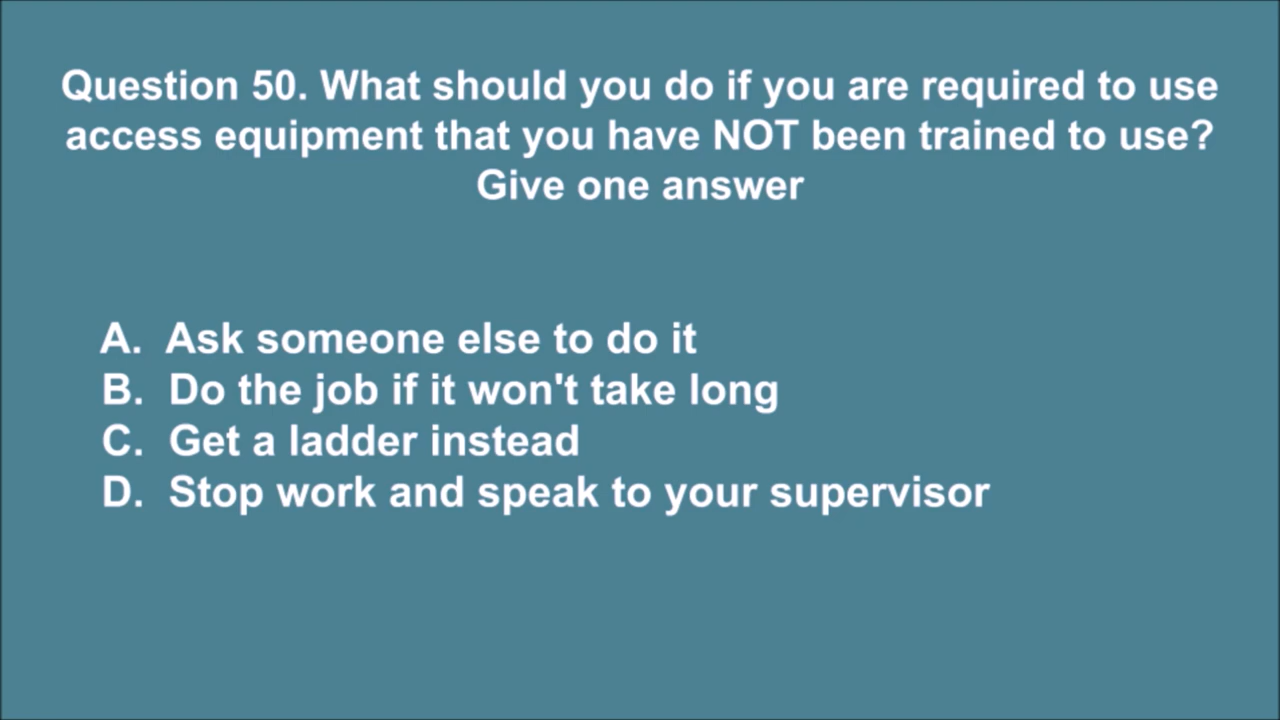 Question 50. What should you do if you are required to use
access equipment that you have NOT been trained to use?
Give one answer
A. Ask someone else to do it
B. Do the job if it won't take long
C. Get a ladder instead
D. Stop work and speak to your supervisor